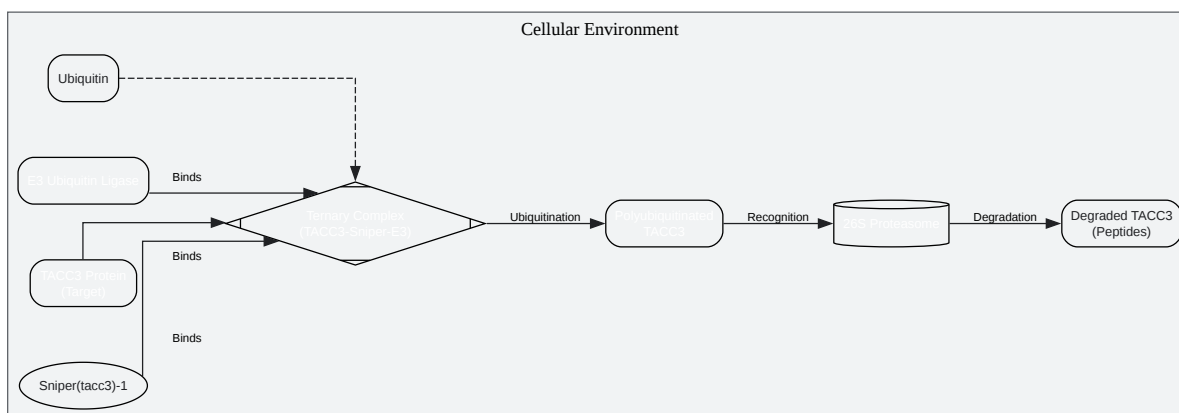 Cellular Environment
Ubiquitin
E3 Ubiquitin Ligase
Binds
Ternary Complex
(TACC3-Sniper-E3)
Ubiquitination
Polyubiquitinated
TACC3
Recognition
26S Proteasome
Degradation
Degraded TACC3
(Peptides)
Binds
TACC3 Protein
(Target)
Binds
Sniper(tacc3)-1